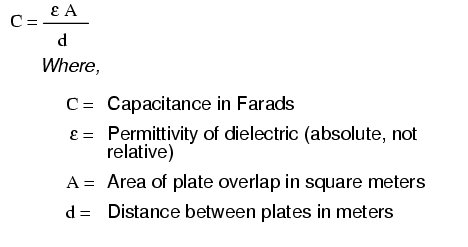 C = ε A / d
Where,
C = Capacitance in Farads
ε = Permittivity of dielectric (absolute, not
relative)
A = Area of plate overlap in square meters
d = Distance between plates in meters